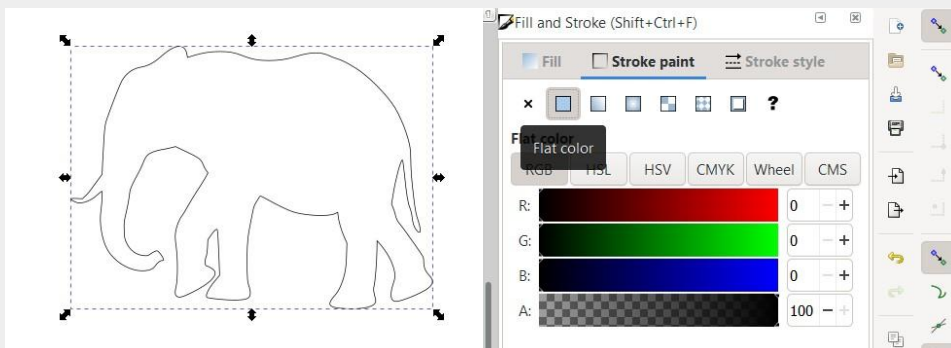 Fill and Stroke (Shift+Ctrl+F)
Fill Stroke paint Stroke style
? 
Flat color
Flat color
RGB HSL HSV CMYK Wheel CMS
R: 0 − +
G: 0 − +
B: 0 − +
A: 100 − +